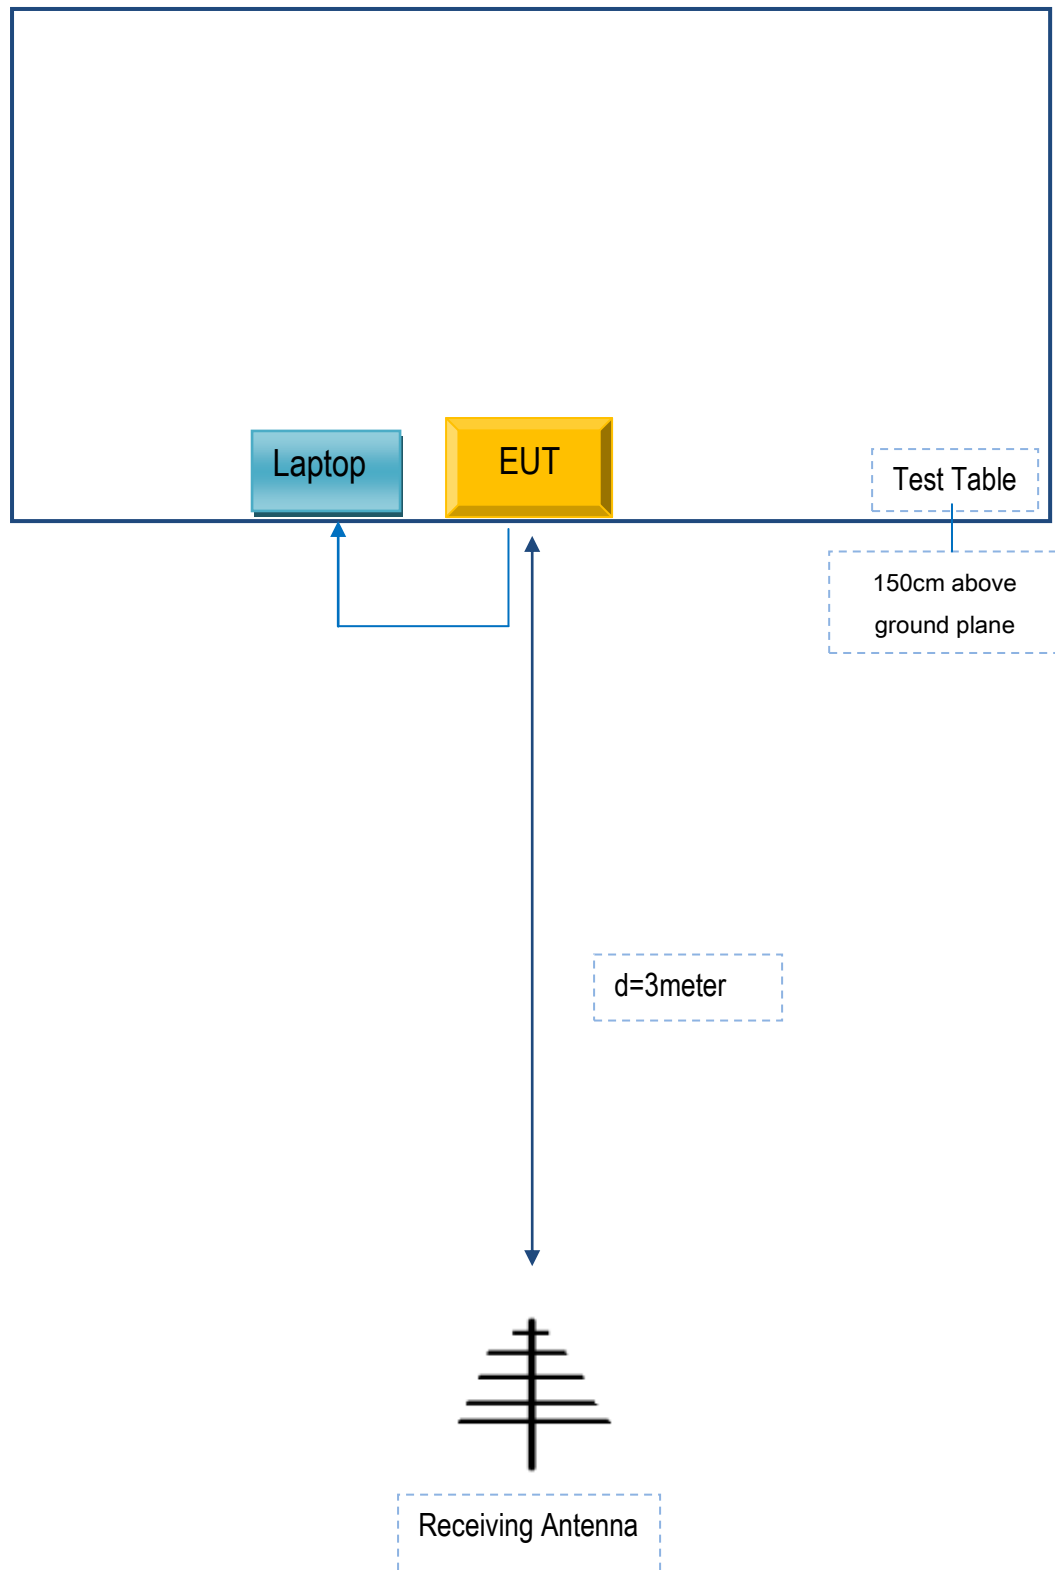 Laptop
EUT
Test Table
150cm above
ground plane
d=3meter
Receiving Antenna